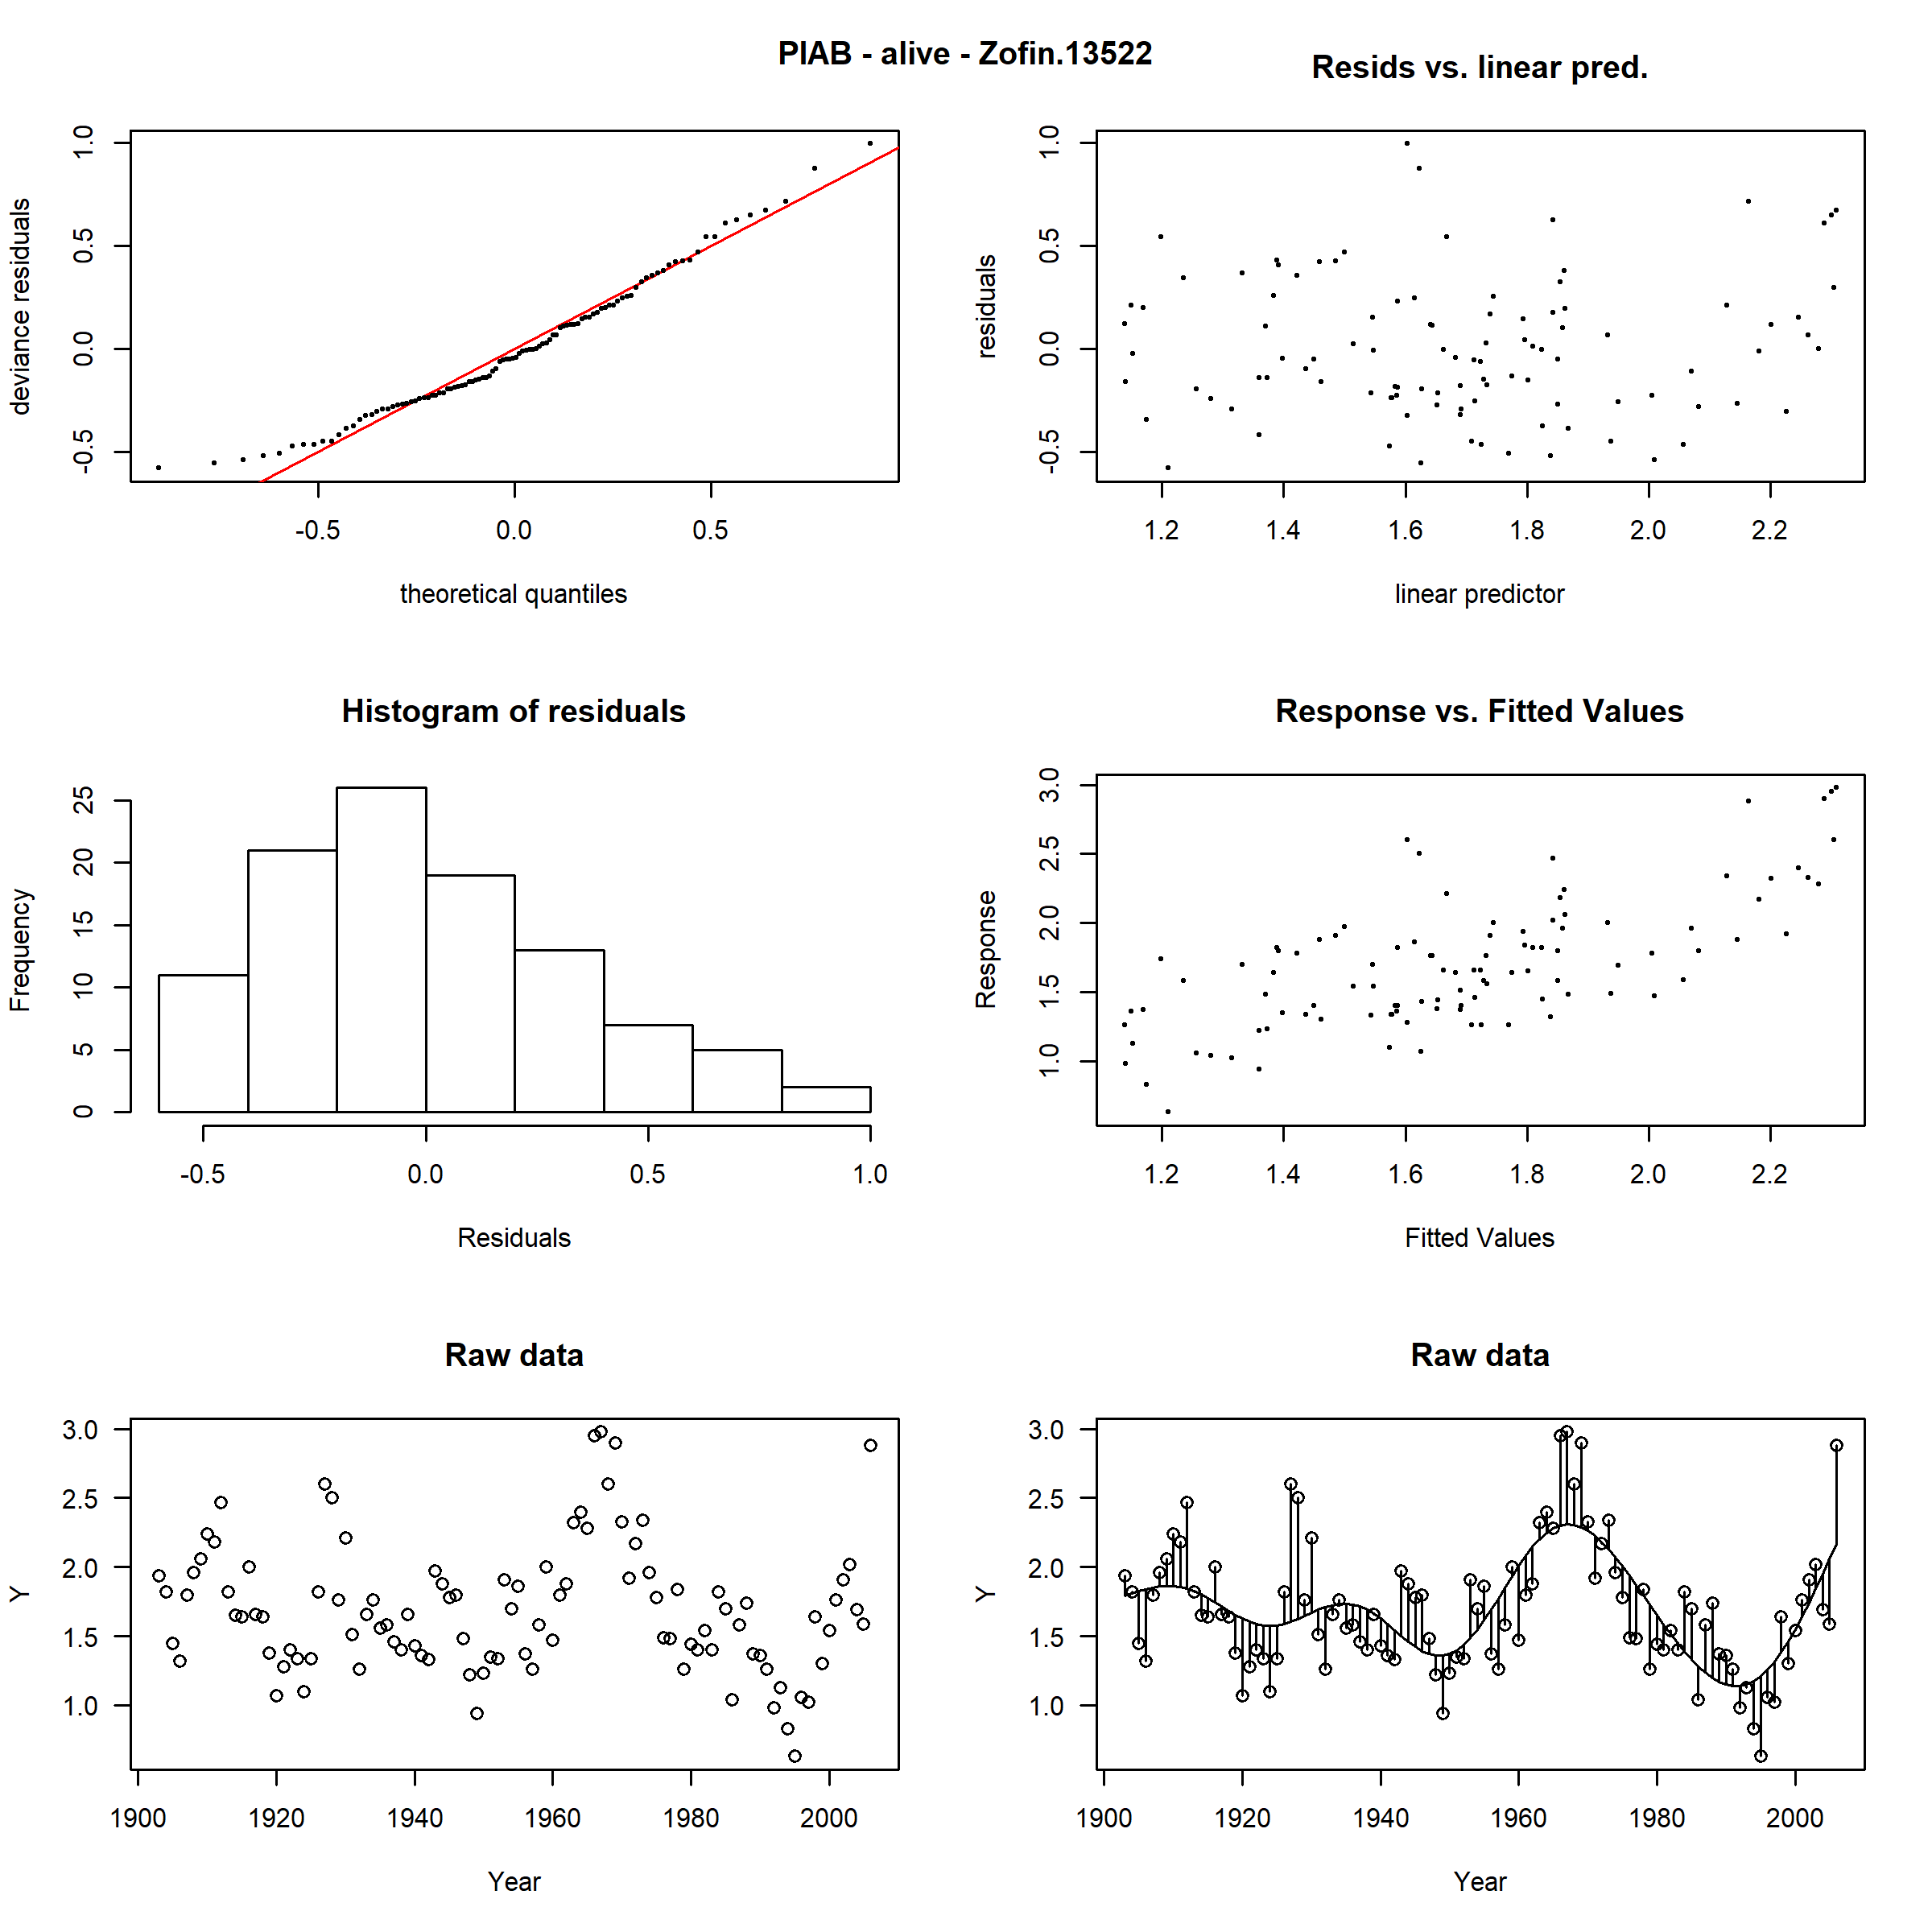 PIAB - alive - Zofin.13522
Resids vs. linear pred.
deviance residuals
1.0
0.5
0.0
-0.5
-0.5 0.0 0.5
theoretical quantiles
residuals
1.0
0.5
0.0
-0.5
1.2 1.4 1.6 1.8 2.0 2.2
linear predictor
Histogram of residuals
Frequency
25
20
15
10
5
0
-0.5 0.0 0.5 1.0
Residuals
Response vs. Fitted Values
Response
3.0
2.5
2.0
1.5
1.0
1.2 1.4 1.6 1.8 2.0 2.2
Fitted Values
Raw data
Y
3.0
2.5
2.0
1.5
1.0
1900 1920 1940 1960 1980 2000
Year
Raw data
Y
3.0
2.5
2.0
1.5
1.0
1900 1920 1940 1960 1980 2000
Year